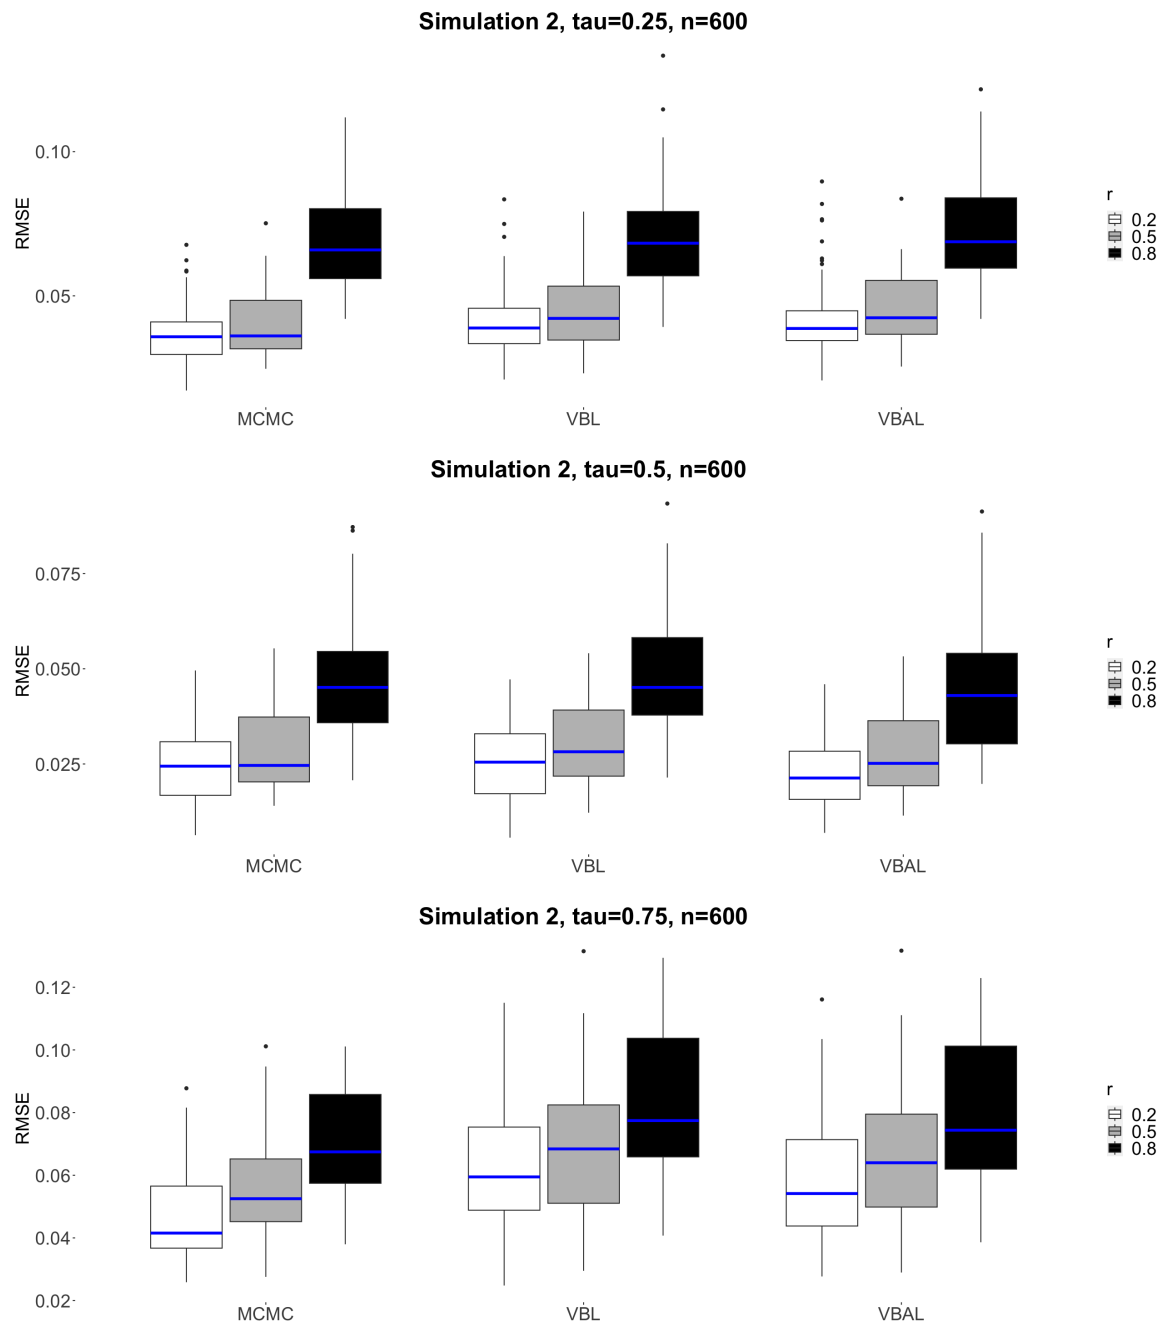 Simulation 2, tau=0.25, n=600
0.10
RMSE
0.05
MCMC VBL VBAL
r
0.2
0.5
0.8
Simulation 2, tau=0.5, n=600
0.075
RMSE
0.050
0.025
MCMC VBL VBAL
r
0.2
0.5
0.8
Simulation 2, tau=0.75, n=600
0.12
0.10
RMSE
0.08
0.06
0.04
0.02
MCMC VBL VBAL
r
0.2
0.5
0.8